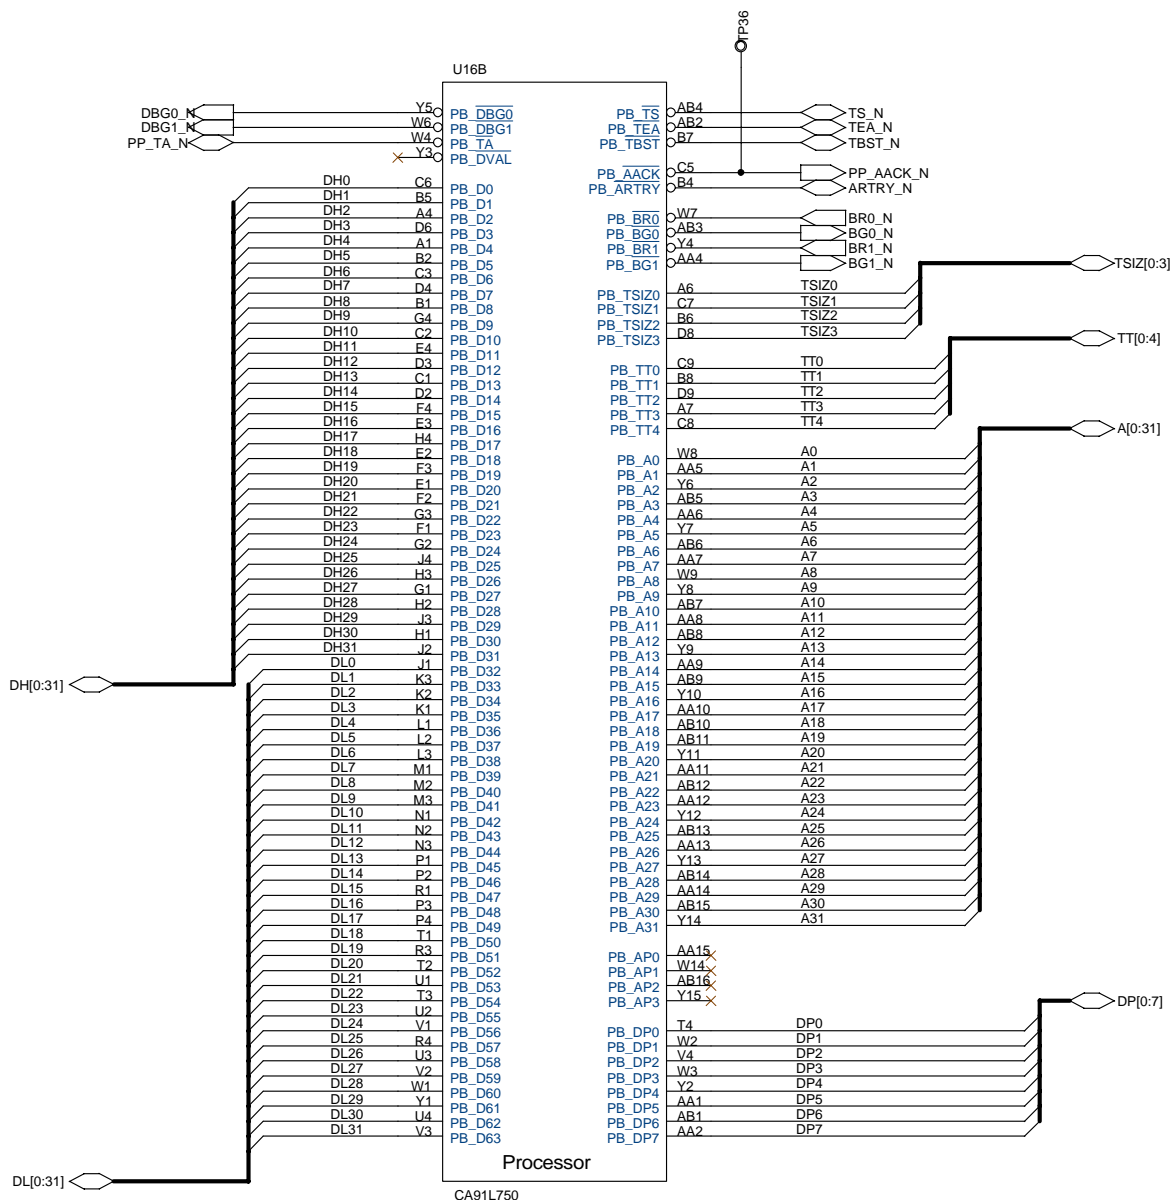 TP36
U16B
DBG0_N Y5 PB_DBG0 PB_TS AB4 TS_N
DBG1_N W6 PB_DBG1 PB_TEA AB2 TEA_N
PP_TA_N W4 PB_TA PB_TBST B7 TBST_N
Y3 PB_DVAL
PB_AACK C5 PP_AACK_N
DH0 C6 PB_D0 PB_ARTRY B4 ARTRY_N
DH1 B5 PB_D1
DH2 A4 PB_D2 PB_BR0 W7 BR0_N
DH3 D6 PB_D3 PB_BG0 AB3 BG0_N
DH4 A1 PB_D4 PB_BR1 Y4 BR1_N
DH5 B2 PB_D5 PB_BG1 AA4 BG1_N TSIZ[0:3]
DH6 C3 PB_D6
DH7 D4 PB_D7 PB_TSIZ0 A6 TSIZ0
DH8 B1 PB_D8 PB_TSIZ1 C7 TSIZ1
DH9 G4 PB_D9 PB_TSIZ2 B6 TSIZ2
DH10 C2 PB_D10 PB_TSIZ3 D8 TSIZ3 TT[0:4]
DH11 E4 PB_D11
DH12 D3 PB_D12 PB_TT0 C9 TT0
DH13 C1 PB_D13 PB_TT1 B8 TT1
DH14 D2 PB_D14 PB_TT2 D9 TT2
DH15 F4 PB_D15 PB_TT3 A7 TT3
DH16 E3 PB_D16 PB_TT4 C8 TT4 A[0:31]
DH17 H4 PB_D17
DH18 E2 PB_D18 PB_A0 W8 A0
DH19 F3 PB_D19 PB_A1 AA5 A1
DH20 E1 PB_D20 PB_A2 Y6 A2
DH21 F2 PB_D21 PB_A3 AB5 A3
DH22 G3 PB_D22 PB_A4 AA6 A4
DH23 F1 PB_D23 PB_A5 Y7 A5
DH24 G2 PB_D24 PB_A6 AB6 A6
DH25 J4 PB_D25 PB_A7 AA7 A7
DH26 H3 PB_D26 PB_A8 W9 A8
DH27 G1 PB_D27 PB_A9 Y8 A9
DH28 H2 PB_D28 PB_A10 AB7 A10
DH29 J3 PB_D29 PB_A11 AA8 A11
DH30 H1 PB_D30 PB_A12 AB8 A12
DH31 J2 PB_D31 PB_A13 Y9 A13
DL0 J1 PB_D32 PB_A14 AA9 A14
DH[0:31] DL1 K3 PB_D33 PB_A15 AB9 A15
DL2 K2 PB_D34 PB_A16 Y10 A16
DL3 K1 PB_D35 PB_A17 AA10 A17
DL4 L1 PB_D36 PB_A18 AB10 A18
DL5 L2 PB_D37 PB_A19 AB11 A19
DL6 L3 PB_D38 PB_A20 Y11 A20
DL7 M1 PB_D39 PB_A21 AA11 A21
DL8 M2 PB_D40 PB_A22 AB12 A22
DL9 M3 PB_D41 PB_A23 AA12 A23
DL10 N1 PB_D42 PB_A24 Y12 A24
DL11 N2 PB_D43 PB_A25 AB13 A25
DL12 N3 PB_D44 PB_A26 AA13 A26
DL13 P1 PB_D45 PB_A27 Y13 A27
DL14 P2 PB_D46 PB_A28 AB14 A28
DL15 R1 PB_D47 PB_A29 AA14 A29
DL16 P3 PB_D48 PB_A30 AB15 A30
DL17 P4 PB_D49 PB_A31 Y14 A31
DL18 T1 PB_D50
DL19 R3 PB_D51 PB_AP0 AA15
DL20 T2 PB_D52 PB_AP1 W14
DL21 U1 PB_D53 PB_AP2 AB16
DL22 T3 PB_D54 PB_AP3 Y15 DP[0:7]
DL23 U2 PB_D55
DL24 V1 PB_D56 PB_DP0 T4 DP0
DL25 R4 PB_D57 PB_DP1 W2 DP1
DL26 U3 PB_D58 PB_DP2 V4 DP2
DL27 V2 PB_D59 PB_DP3 W3 DP3
DL28 W1 PB_D60 PB_DP4 Y2 DP4
DL29 Y1 PB_D61 PB_DP5 AA1 DP5
DL30 U4 PB_D62 PB_DP6 AB1 DP6
DL31 V3 PB_D63 PB_DP7 AA2 DP7
Processor
DL[0:31]
CA91L750